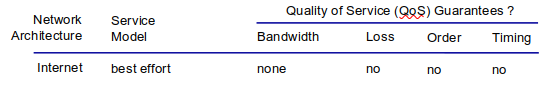 Quality of Service (QoS) Guarantees ?
Network Architecture Service Model Bandwidth Loss Order Timing
Internet best effort none no no no